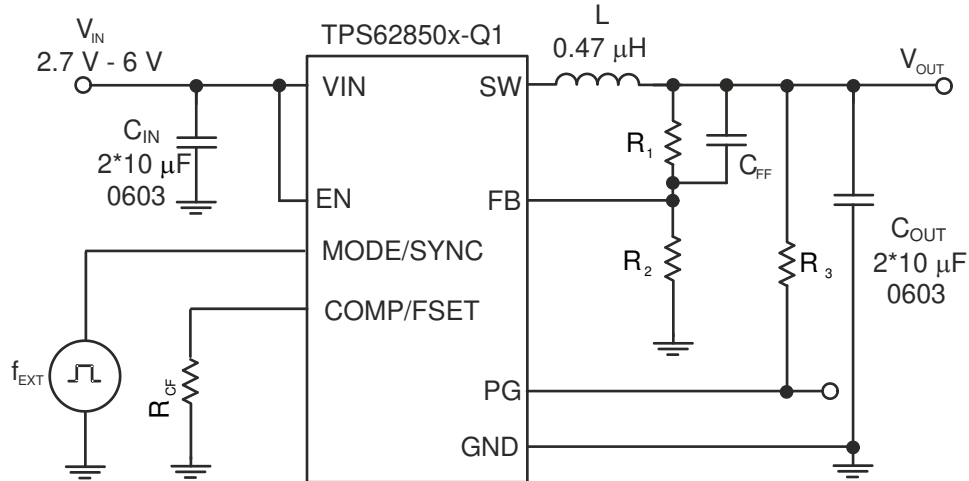 V_IN
2.7 V - 6 V
TPS62850x-Q1
L
0.47 μH
V_OUT
VIN
SW
C_IN
2*10 μF
0603
R_1
C_FF
EN
FB
MODE/SYNC
R_2
R_3
C_OUT
2*10 μF
0603
COMP/FSET
f_EXT
R_CF
PG
GND